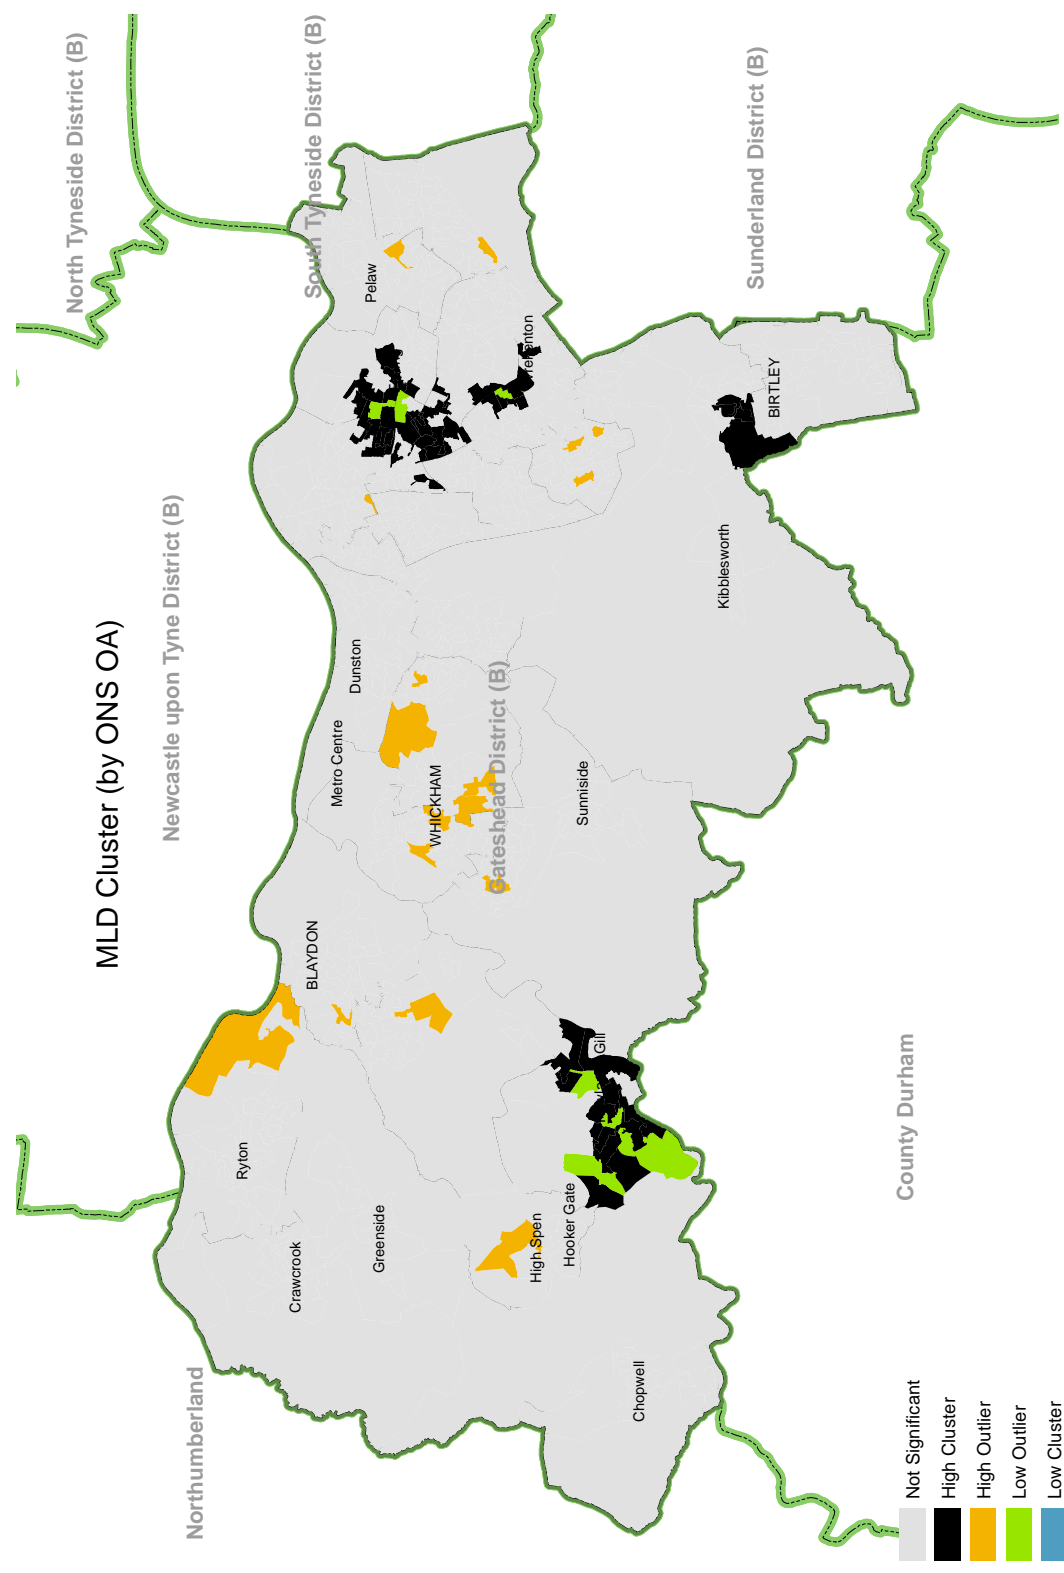 MLD Cluster (by ONS OA)
North Tyneside District (B)
South Tyneside District (B)
Sunderland District (B)
Newcastle upon Tyne District (B)
Gateshead District (B)
Northumberland
County Durham
Pelaw
BIRTLEY
Kibblesworth
Dunston
Metro Centre
WHICKHAM
Sunniside
BLAYDON
Ryton
Crawcrook
Greenside
High Spen
Hooker Gate
Gill
Chopwell
Not Significant
High Cluster
High Outlier
Low Outlier
Low Cluster